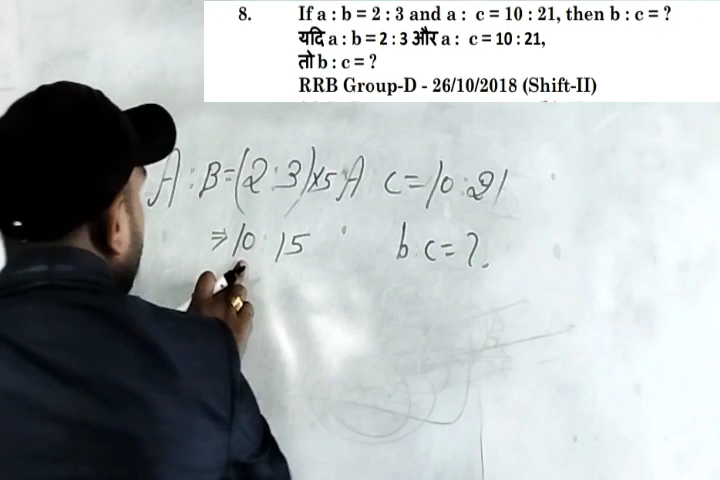 8. If a : b = 2 : 3 and a : c = 10 : 21, then b : c = ?
यदि a : b = 2 : 3 और a : c = 10 : 21,
तो b : c = ?
RRB Group-D - 26/10/2018 (Shift-II)
A : B = (2 : 3)x5 A C = 10 : 21
⇒ 10 : 15 b : c = ?.